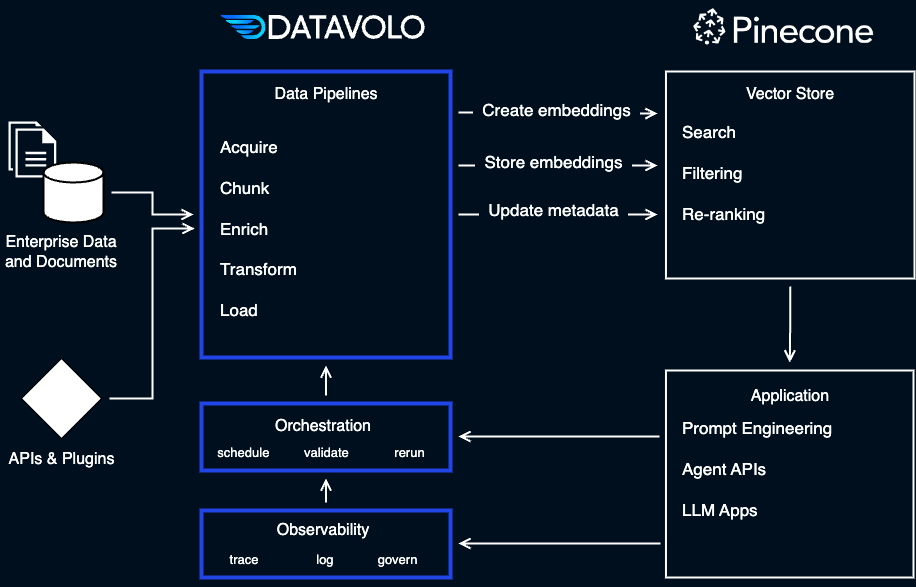 DATAVOLO
Pinecone
Data Pipelines
Acquire
Chunk
Enrich
Transform
Load
Create embeddings
Store embeddings
Update metadata
Vector Store
Search
Filtering
Re-ranking
Enterprise Data
and Documents
APIs & Plugins
Orchestration
schedule validate rerun
Observability
trace log govern
Application
Prompt Engineering
Agent APIs
LLM Apps